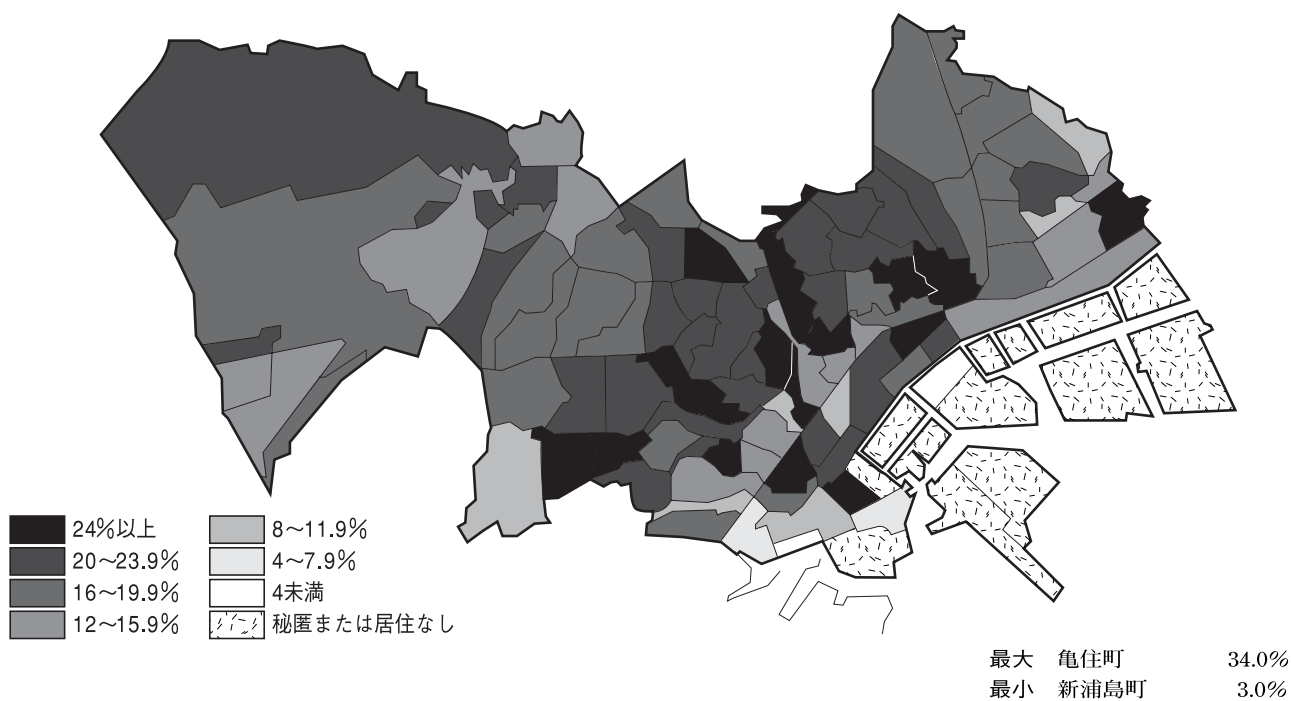 24%以上
20～23.9%
16～19.9%
12～15.9%
8～11.9%
4～7.9%
4未満
秘匿または居住なし
最大 亀住町 34.0%
最小 新浦島町 3.0%